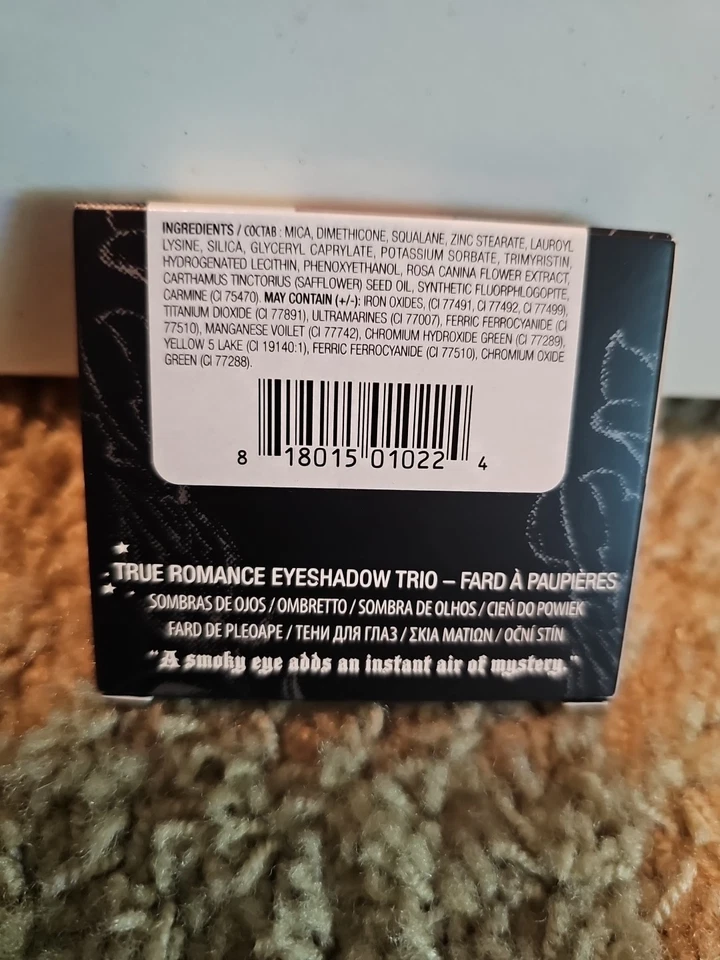 INGREDIENTS / СОСТАВ : MICA, DIMETHICONE, SQUALANE, ZINC STEARATE, LAUROYL
LYSINE, SILICA, GLYCERYL CAPRYLATE, POTASSIUM SORBATE, TRIMYRISTIN,
HYDROGENATED LECITHIN, PHENOXYETHANOL, ROSA CANINA FLOWER EXTRACT,
CARTHAMUS TINCTORIUS (SAFFLOWER) SEED OIL, SYNTHETIC FLUORPHLOGOPITE,
CARMINE (CI 75470). MAY CONTAIN (+/-): IRON OXIDES, (CI 77491, CI 77492, CI 77499),
TITANIUM DIOXIDE (CI 77891), ULTRAMARINES (CI 77007), FERRIC FERROCYANIDE (CI
77510), MANGANESE VOILET (CI 77742), CHROMIUM HYDROXIDE GREEN (CI 77289),
YELLOW 5 LAKE (CI 19140:1), FERRIC FERROCYANIDE (CI 77510), CHROMIUM OXIDE
GREEN (CI 77288).
8 18015 01022 4
TRUE ROMANCE EYESHADOW TRIO – FARD À PAUPIÈRES
SOMBRAS DE OJOS / OMBRETTO / SOMBRA DE OLHOS / CIEŃ DO POWIEK
FARD DE PLEOAPE / ТЕНИ ДЛЯ ГЛАЗ / ΣΚΙΑ ΜΑΤΙΩΝ / OČNÍ STÍN
"A smoky eye adds an instant air of mystery."